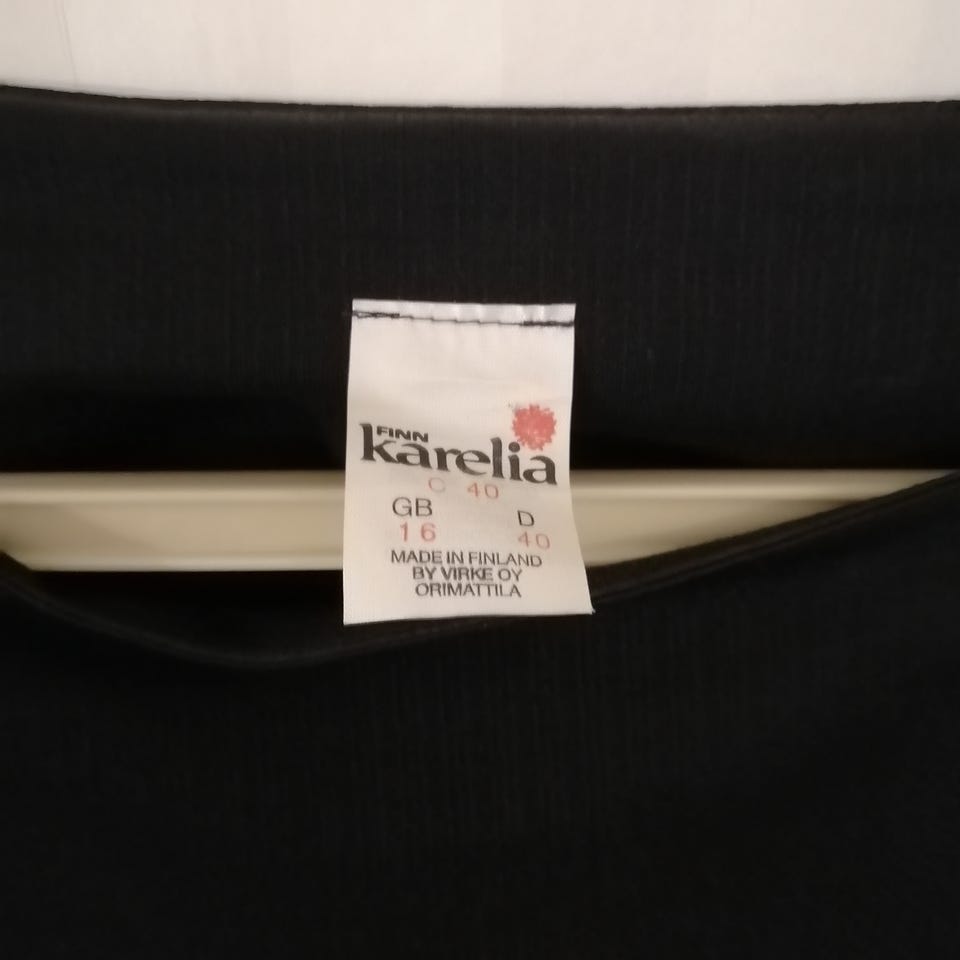 FINN
karelia
C 40
GB D
16 40
MADE IN FINLAND
BY VIRKE OY
ORIMATTILA